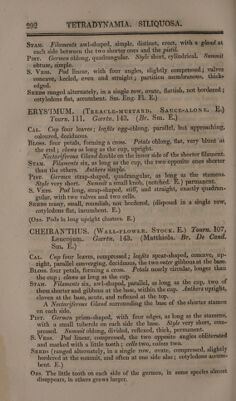 292 TETRADYNAMIA. SILIQUOSA.
STAM. Filaments awl-shaped, simple, distinct, erect, with a gland at
each side between the two shorter ones and the pistil.
PIST. Germen oblong, quadrangular. Style short, cylindrical. Summit
obtuse, simple.
S. VESS. Pod linear, with four angles, slightly compressed; valves
concave, keeled, even and straight; partition membranous, thick
edged.
SEEDS ranged alternately, in a single row, ovate, flattish, not bordered;
cotyledons flat, accumbent. Sm. Eng. Fl. E.)
ERYSIMUM. (TREACLE-MUSTARD, SAUCE-ALONE. E.)
Tourn. 111. Gærtn. 143. (Br. Sm. E.)
CAL. Cup four leaves; leafits egg-oblong, parallel, but approaching,
coloured, deciduous.
BLOSS. four petals, forming a cross. Petals oblong, flat, very blunt at
the end; claws as long as the cup, upright.
Nectariferous Gland double on the inner side of the shorter filament.
STAM. Filaments six, as long as the cup, the two opposite ones shorter
than the others. Anthers simple.
PIST. Germen strap-shaped, quadrangular, as long as the stamens.
Style very short. Summit a small knob, (notched. E.) permanent.
S. VESS. Pod long, strap-shaped, stiff, and straight, exactly quadran-
gular, with two valves and two cells.
SEEDS many, small, roundish, not bordered, (disposed in a single row,
cotyledons flat, incumbent. E.)
(OBS. Pods in long upright clusters. E.)
CHEIRANTHUS. (WALL-FLOWER. STOCK. E.) Tourn. 107,
Leucojum. Gærtn. 143. (Matthiola. Br. De Cand.
Sm. E.)
CAL. Cup four leaves, compressed; leafits spear-shaped, concave, up-
right, parallel converging, deciduous, the two outer gibbous at the base.
BLOSS. four petals, forming a cross. Petals nearly circular, longer than
the cup; claws as long as the cup.
STAM. Filaments six, awl-shaped, parallel, as long as the cup, two of
them shorter and gibbous at the base, within the cup. Anthers upright,
cloven at the base, acute, and reflexed at the top.
A Nectariferous Gland surrounding the base of the shorter stamen
on each side.
PIST. Germen prism-shaped, with four edges, as long as the stamens,
with a small tubercle on each side the base. Style very short, com-
pressed. Summit oblong, divided, reflexed, thick, permanent.
S. VESS. Pod linear, compressed, the two opposite angles obliterated
and marked with a little tooth; cells two, valves two.
SEEDS (ranged alternately, in a single row, ovate, compressed, slightly
bordered at the summit, and often at one side also; cotyledons accum-
bent. E.)
OBS. The little tooth on each side of the germen, in some species almost
disappears, in others grows larger.